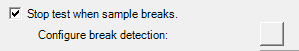 Stop test when sample breaks.
Configure break detection: